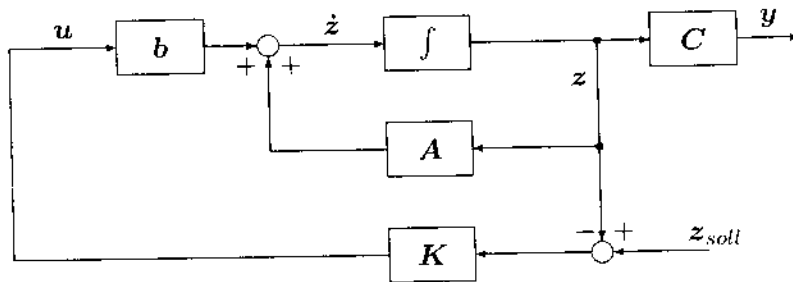 u b + + ż ∫ C y
z
A
K − + z_soll